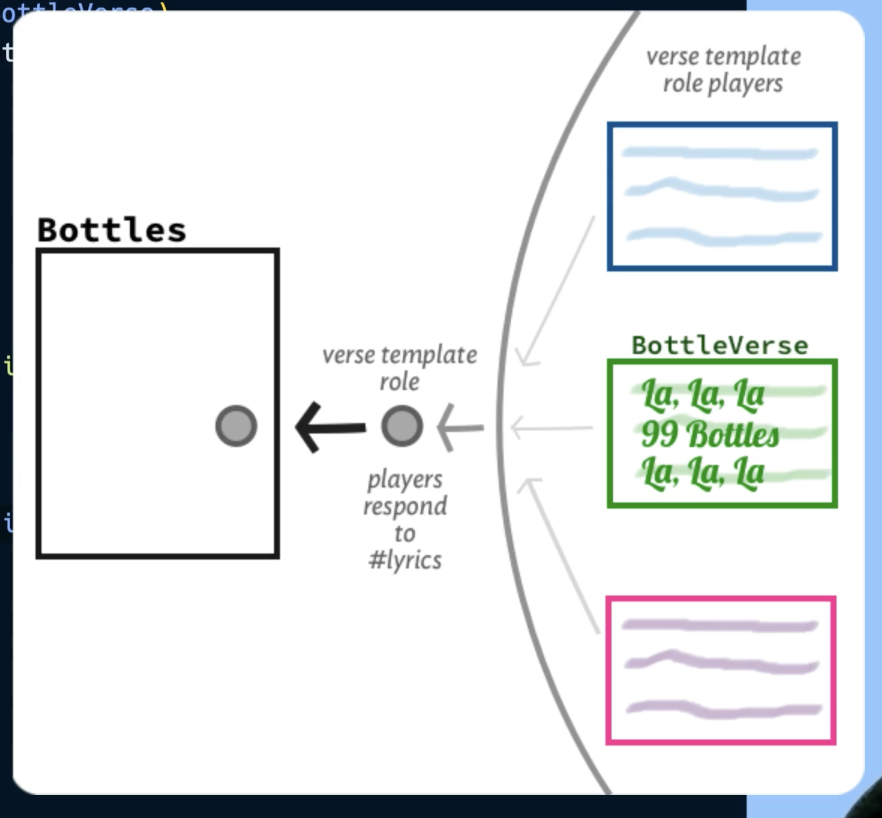 ottleVerse)
t
verse template
role players
Bottles
BottleVerse
La, La, La
99 Bottles
La, La, La
verse template
role
players
respond
to
#lyrics
i
i